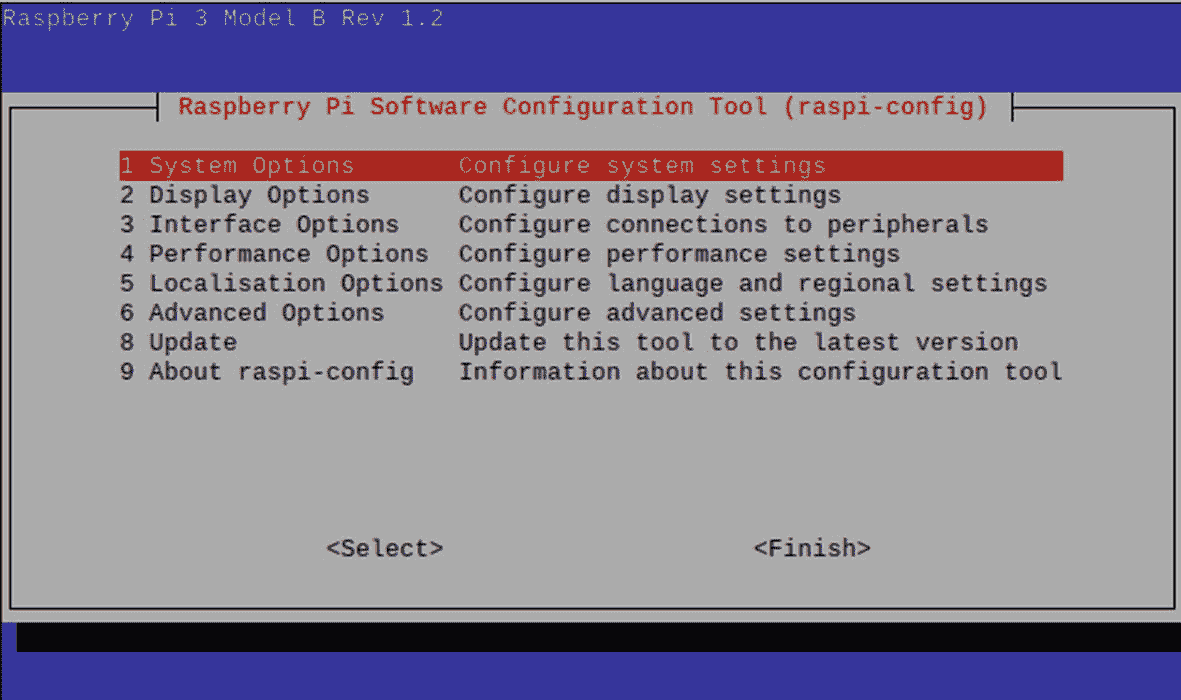 Raspberry Pi 3 Model B Rev 1.2
Raspberry Pi Software Configuration Tool (raspi-config)
1 System Options Configure system settings
2 Display Options Configure display settings
3 Interface Options Configure connections to peripherals
4 Performance Options Configure performance settings
5 Localisation Options Configure language and regional settings
6 Advanced Options Configure advanced settings
8 Update Update this tool to the latest version
9 About raspi-config Information about this configuration tool
<Select> <Finish>